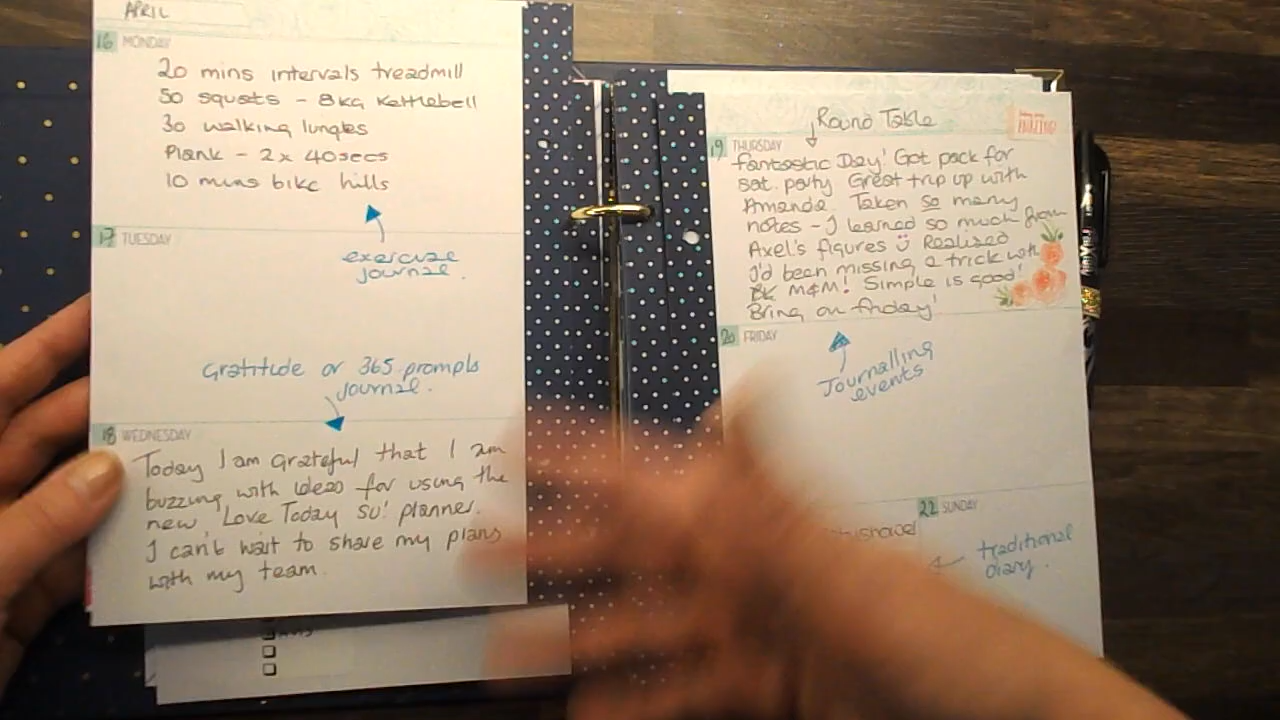 APRIL
16 MONDAY
20 mins intervals treadmill
50 squats - 8kg Kettlebell
30 walking lunges
Plank - 2 x 40secs
10 mins bike hills
exercise
journal.
17 TUESDAY
Gratitude or 365 prompts
journal.
18 WEDNESDAY
Today I am grateful that I am
buzzing with ideas for using the
new 'Love Today SU! planner.
I can't wait to share my plans
with my team.
Round Table
AMAZING!
19 THURSDAY
Fantastic Day! Got pack for
sat. party Great trip up with
Amanda. Taken so many
notes - I learned so much from
Axel's figures Realised
I'd been missing a trick with
M&M! Simple is good!
Bring on friday!
20 FRIDAY
Journalling
events
22 SUNDAY
traditional
diary.